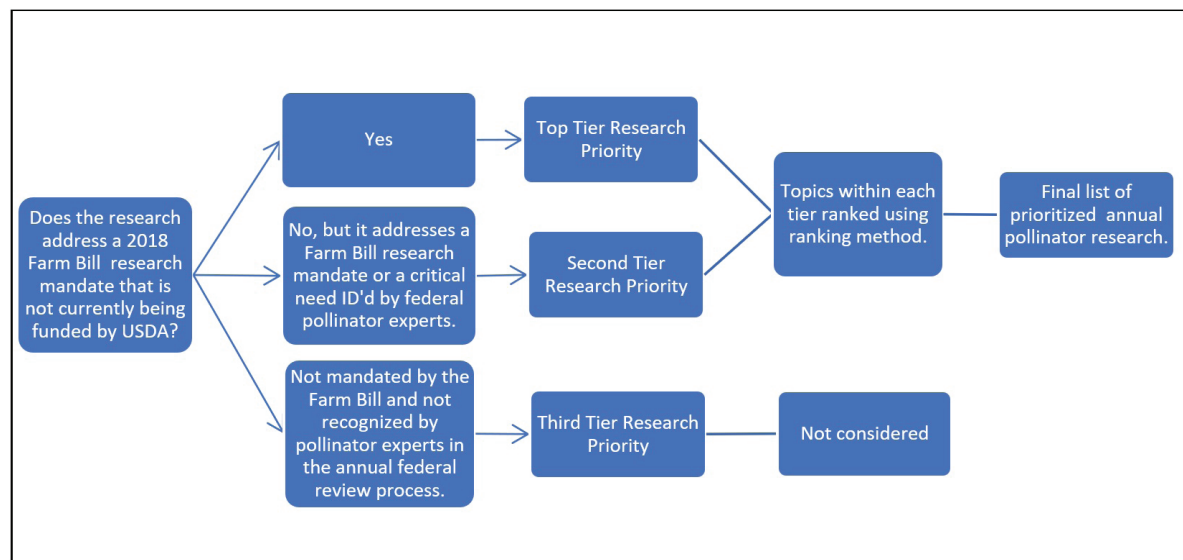 Does the research
address a 2018
Farm Bill  research
mandate that is
not currently being
funded by USDA?
Yes
Top Tier Research
Priority
No, but it addresses a
Farm Bill research
mandate or a critical
need ID'd by federal
pollinator experts.
Second Tier
Research Priority
Topics within each
tier ranked using
ranking method.
Final list of
prioritized  annual
pollinator research.
Not mandated by the
Farm Bill and not
recognized by
pollinator experts in
the annual federal
review process.
Third Tier Research
Priority
Not considered